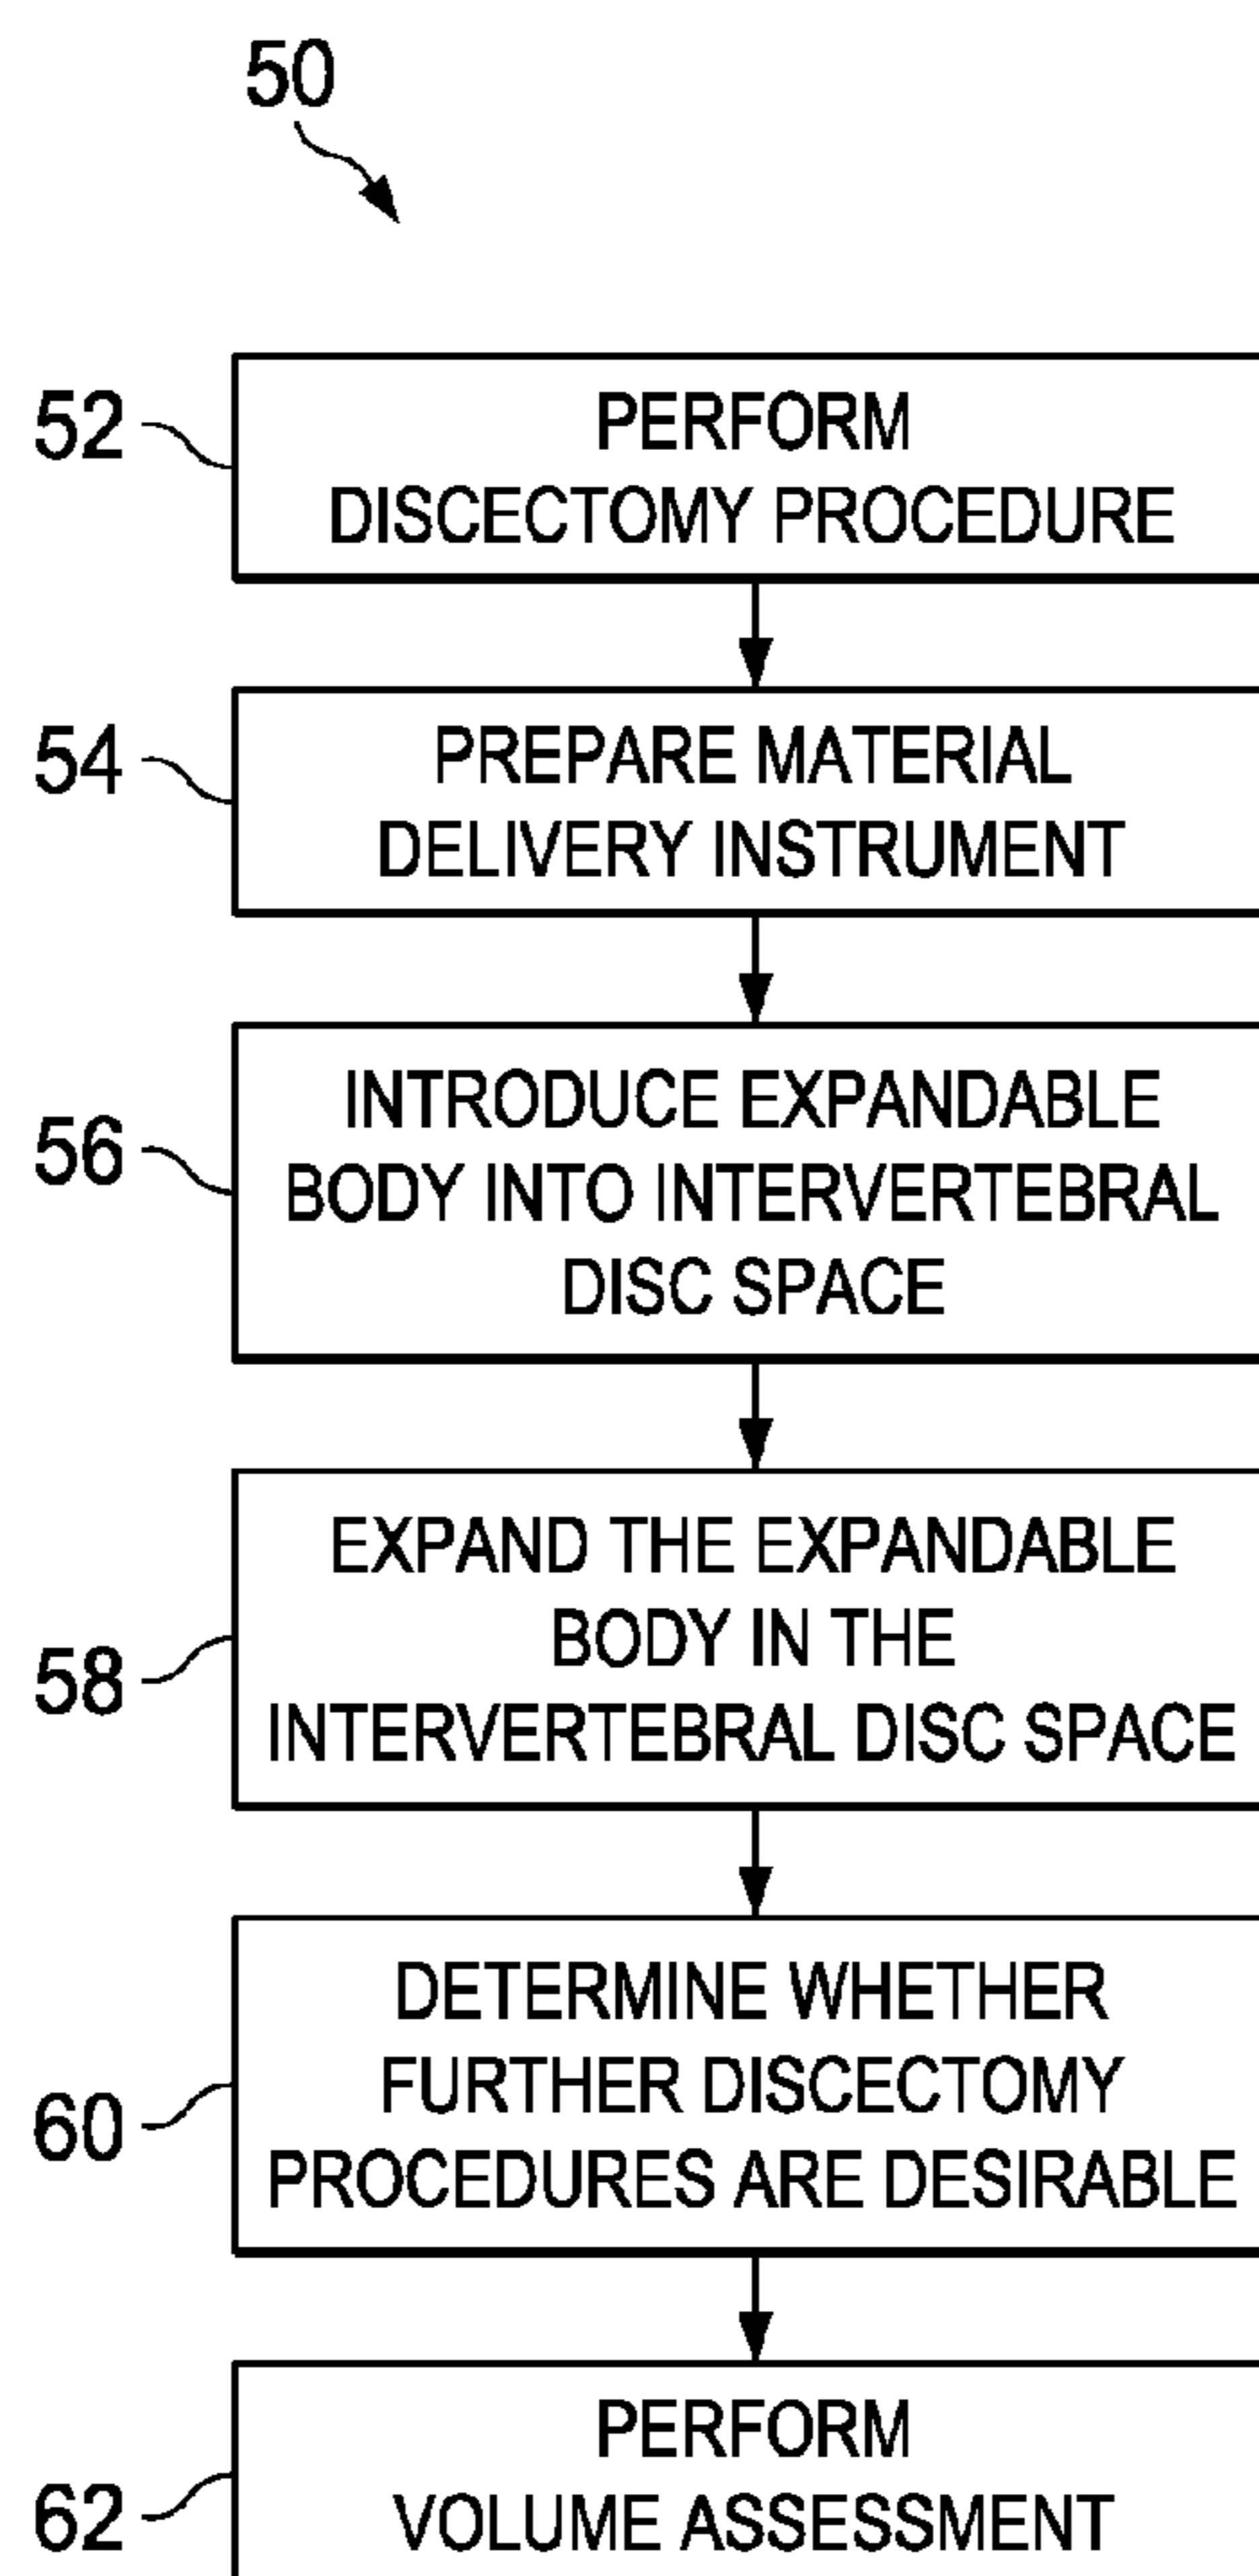 50
52
PERFORM
DISCECTOMY PROCEDURE
54
PREPARE MATERIAL
DELIVERY INSTRUMENT
56
INTRODUCE EXPANDABLE
BODY INTO INTERVERTEBRAL
DISC SPACE
58
EXPAND THE EXPANDABLE
BODY IN THE
INTERVERTEBRAL DISC SPACE
60
DETERMINE WHETHER
FURTHER DISCECTOMY
PROCEDURES ARE DESIRABLE
62
PERFORM
VOLUME ASSESSMENT